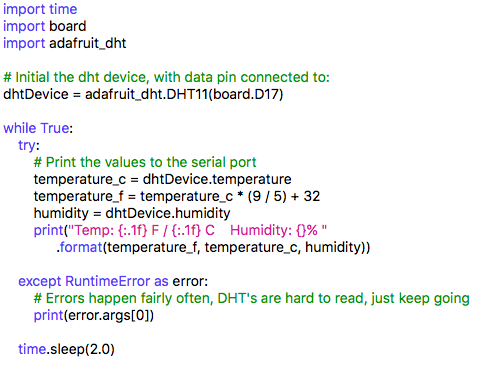 import time
import board
import adafruit_dht

# Initial the dht device, with data pin connected to:
dhtDevice = adafruit_dht.DHT11(board.D17)

while True:
    try:
        # Print the values to the serial port
        temperature_c = dhtDevice.temperature
        temperature_f = temperature_c * (9 / 5) + 32
        humidity = dhtDevice.humidity
        print("Temp: {:.1f} F / {:.1f} C    Humidity: {}% "
              .format(temperature_f, temperature_c, humidity))

    except RuntimeError as error:
        # Errors happen fairly often, DHT's are hard to read, just keep going
        print(error.args[0])

    time.sleep(2.0)